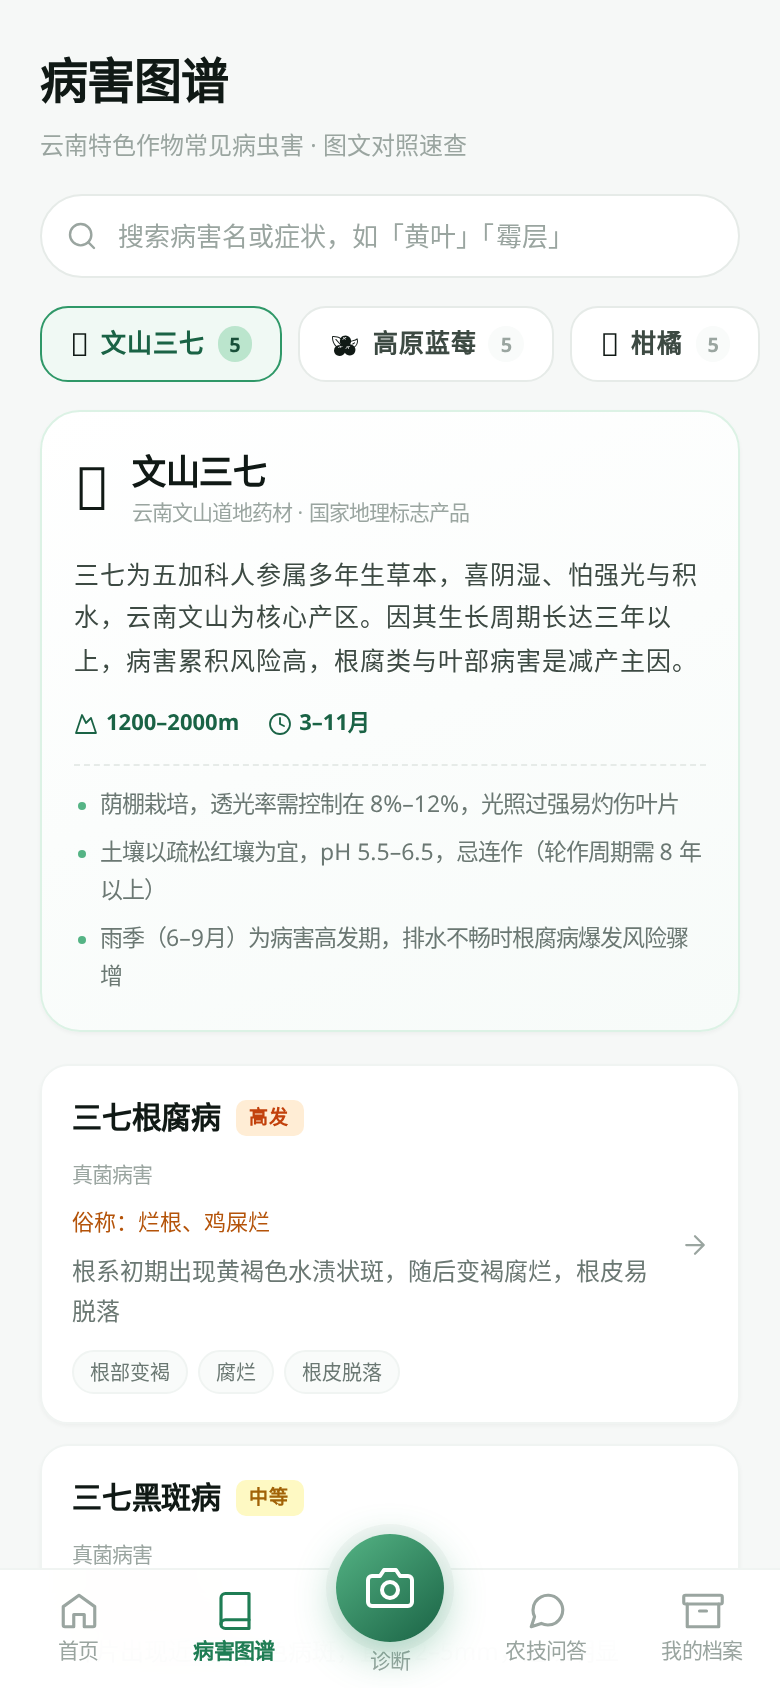 病害图谱
云南特色作物常见病虫害 · 图文对照速查
搜索病害名或症状，如「黄叶」「霉层」
文山三七 5
高原蓝莓 5
柑橘 5
文山三七
云南文山道地药材 · 国家地理标志产品
三七为五加科人参属多年生草本，喜阴湿、怕强光与积
水，云南文山为核心产区。因其生长周期长达三年以
上，病害累积风险高，根腐类与叶部病害是减产主因。
1200–2000m 3–11月
荫棚栽培，透光率需控制在 8%–12%，光照过强易灼伤叶片
土壤以疏松红壤为宜，pH 5.5–6.5，忌连作（轮作周期需 8 年
以上）
雨季（6–9月）为病害高发期，排水不畅时根腐病爆发风险骤
增
三七根腐病 高发
真菌病害
俗称：烂根、鸡屎烂
根系初期出现黄褐色水渍状斑，随后变褐腐烂，根皮易
脱落
根部变褐 腐烂 根皮脱落
三七黑斑病 中等
真菌病害
首页 病害图谱 诊断 农技问答 我的档案